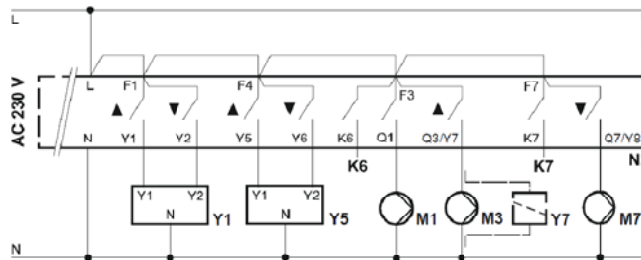 L
AC 230 V
L F1 F4 F3 F7
N Y1 Y2 Y5 Y6 K6 Q1 Q3/Y7 K7 Q7/Y8 N
K6 K7
Y1 Y2 Y1 Y2
N Y1 N Y5 M1 M3 Y7 M7
N